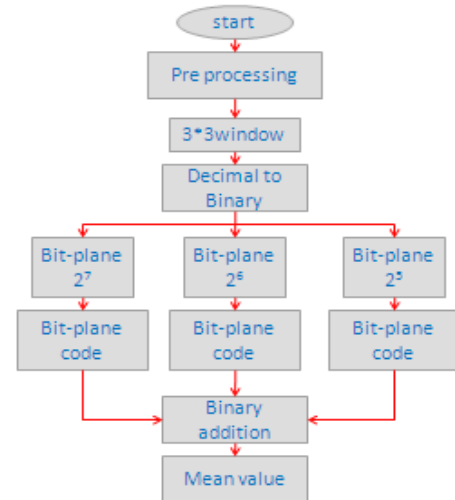 start
Pre processing
3*3window
Decimal to
Binary
Bit-plane
2⁷
Bit-plane
2⁶
Bit-plane
2⁵
Bit-plane
code
Bit-plane
code
Bit-plane
code
Binary
addition
Mean value